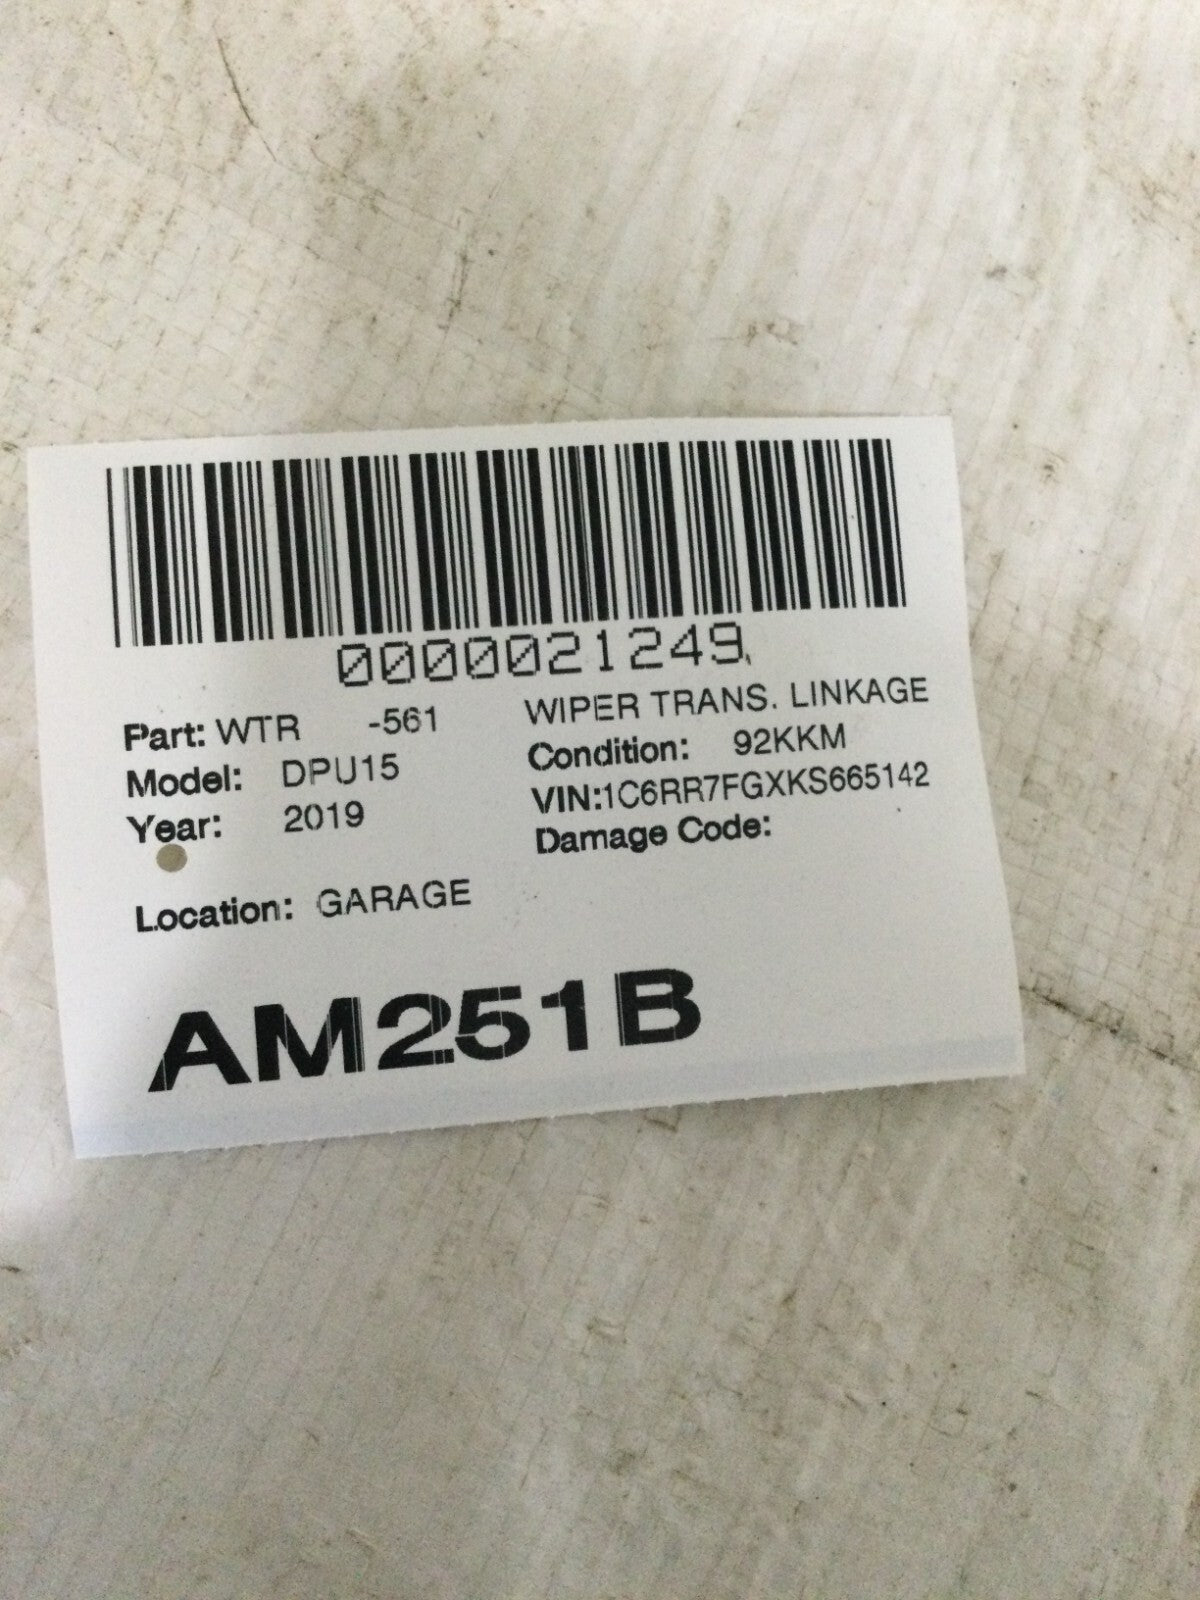 0000021249
Part: WTR -561 WIPER TRANS. LINKAGE
Model: DPU15 Condition: 92KKM
Year: 2019 VIN:1C6RR7FGXKS665142
Damage Code:
Location: GARAGE
AM251B